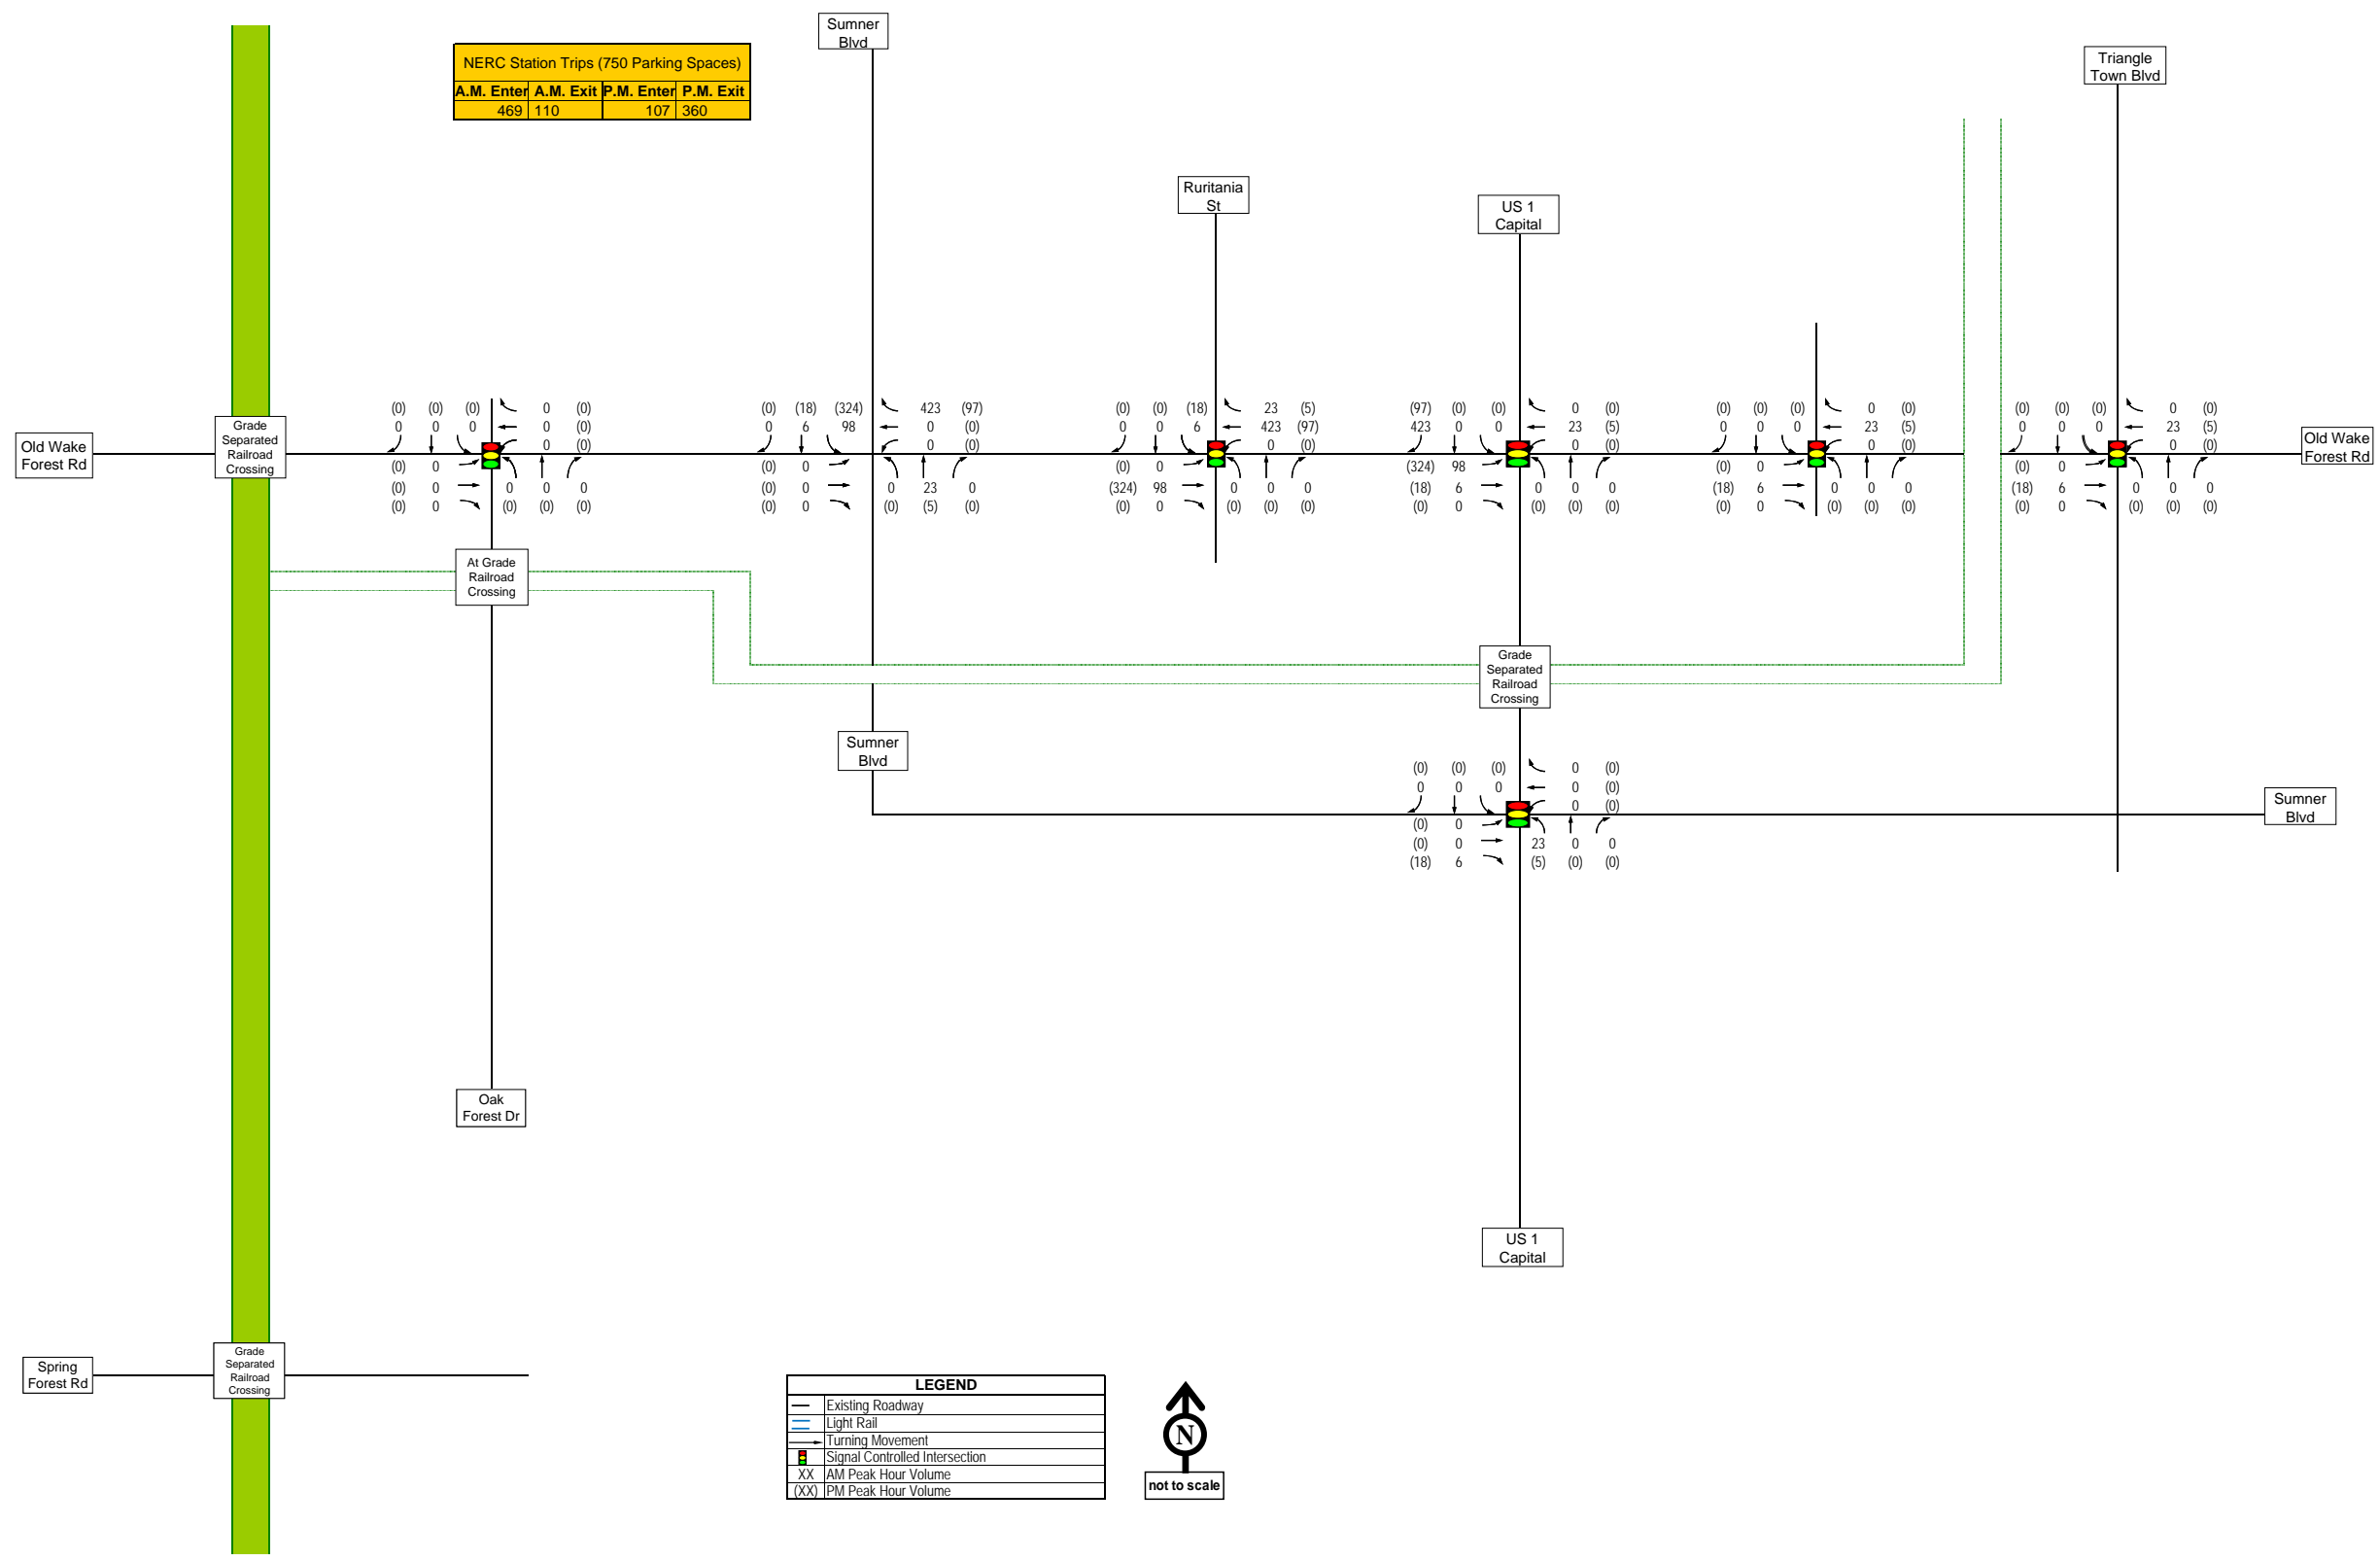 Sumner
Blvd
NERC Station Trips (750 Parking Spaces)
A.M. Enter A.M. Exit P.M. Enter P.M. Exit
469 110 107 360
Triangle
Town Blvd
Ruritania
St
US 1
Capital
(0) (0) (0) 0 (0) (0) (18) (324) 423 (97) (0) (0) (18) 23 (5) (97) (0) (0) 0 (0) (0) (0) (0) 0 (0) (0) (0) (0) 0 (0)
0 0 0 0 (0) 0 6 98 0 (0) 0 0 6 423 (97) 423 0 0 23 (5) 0 0 0 23 (5) 0 0 0 23 (5)
0 (0) 0 (0) 0 (0) 0 (0) 0 (0) 0 (0)
Old Wake
Forest Rd
Grade
Separated
Railroad
Crossing
Old Wake
Forest Rd
(0) 0 (0) 0 (0) 0 (324) 98 (0) 0 (0) 0
(0) 0 0 0 0 (0) 0 0 23 0 (324) 98 0 0 0 (18) 6 0 0 0 (18) 6 0 0 0 (18) 6 0 0 0
(0) 0 (0) (0) (0) (0) 0 (0) (5) (0) (0) 0 (0) (0) (0) (0) 0 (0) (0) (0) (0) 0 (0) (0) (0) (0) 0 (0) (0) (0)
At Grade
Railroad
Crossing
Grade
Separated
Railroad
Crossing
Sumner
Blvd
(0) (0) (0) 0 (0)
0 0 0 0 (0)
0 (0)
(0) 0
(0) 0 23 0 0
(18) 6 (5) (0) (0)
Sumner
Blvd
Oak
Forest Dr
US 1
Capital
Spring
Forest Rd
Grade
Separated
Railroad
Crossing
LEGEND
Existing Roadway
Light Rail
Turning Movement
Signal Controlled Intersection
XX AM Peak Hour Volume
(XX) PM Peak Hour Volume
N
not to scale